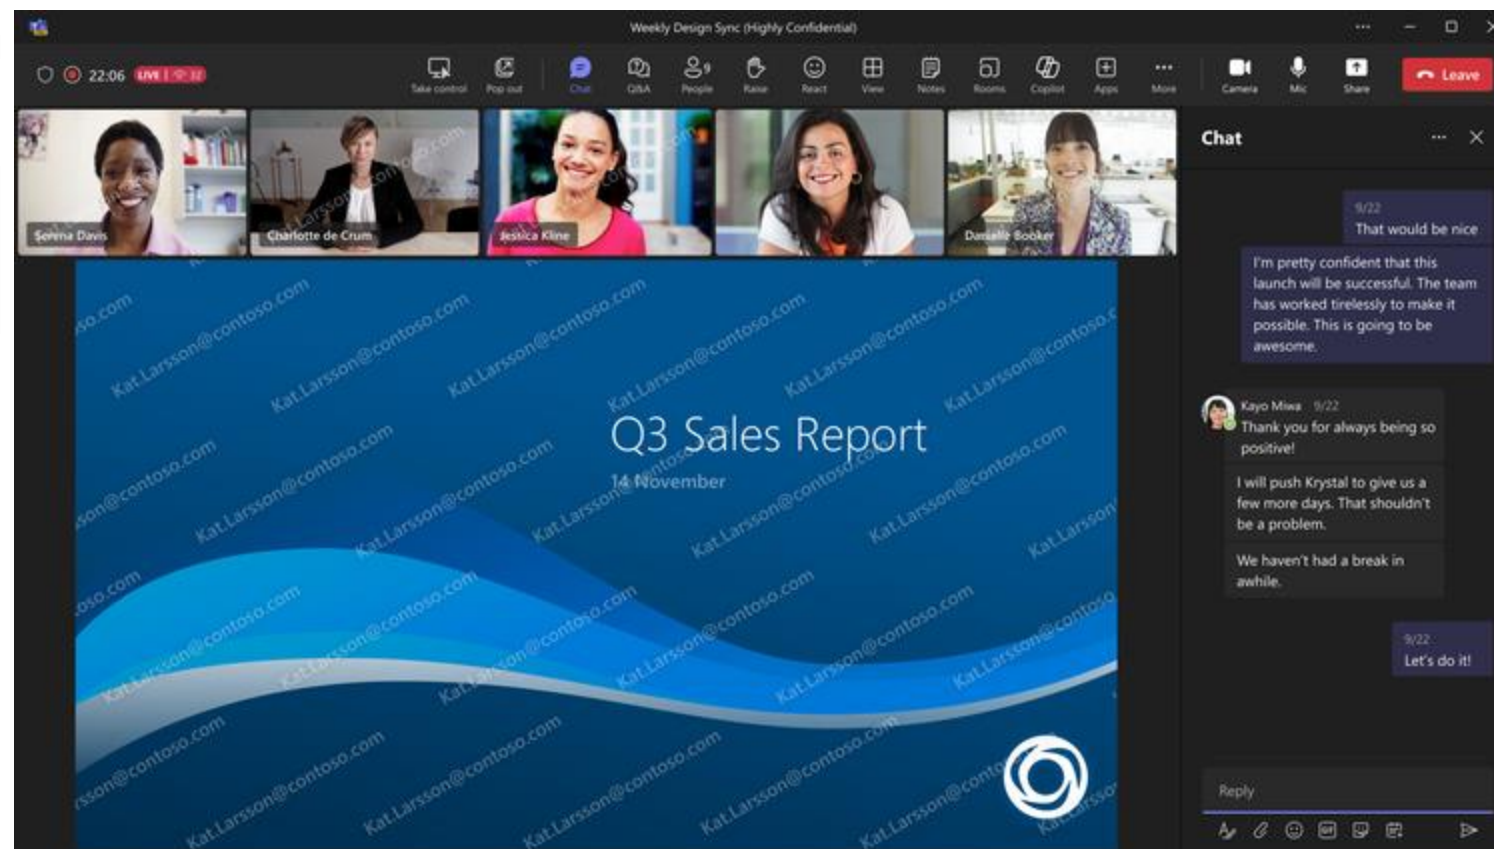 Weekly Design Sync (Highly Confidential)
22:06 LIVE
Take control Pop out Chat Q&A People 9 Raise React View Notes Rooms Copilot Apps More Camera Mic Share Leave
Serena Davis
Charlotte de Crum
Jessica Kline
Danielle Booker
Q3 Sales Report
14 November
Kat.Larsson@contoso.com
Chat
9/22
That would be nice
I'm pretty confident that this
launch will be successful. The team
has worked tirelessly to make it
possible. This is going to be
awesome.
Kayo Miwa 9/22
Thank you for always being so
positive!
I will push Krystal to give us a
few more days. That shouldn't
be a problem.
We haven't had a break in
awhile.
9/22
Let's do it!
Reply